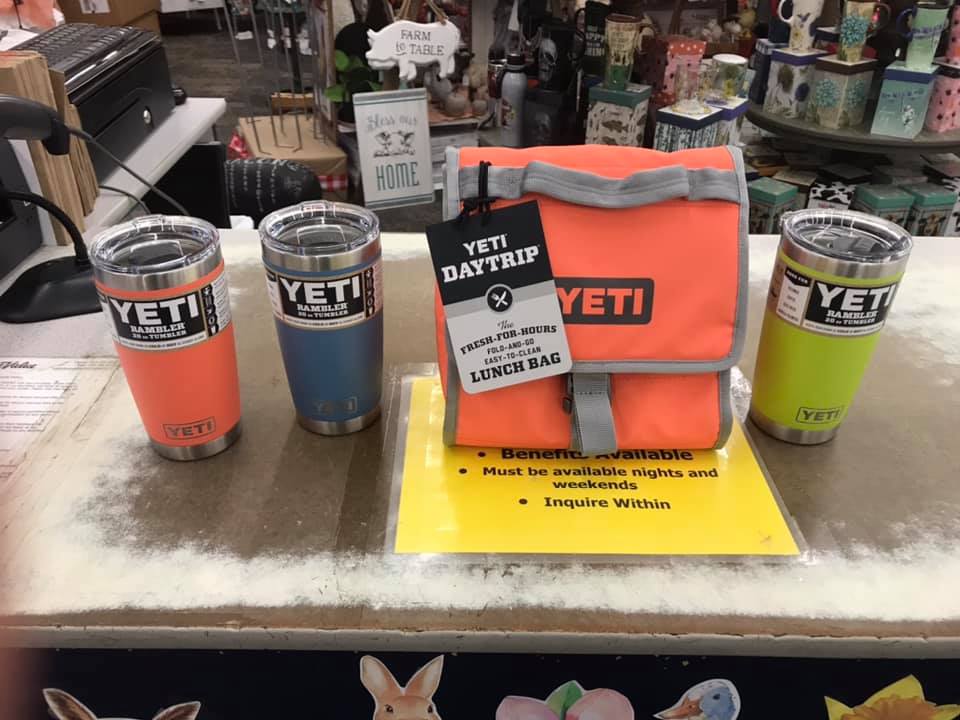 FARM
to TABLE
Bless our
HOME
YETI
RAMBLER
20 oz TUMBLER
YETI
YETI
RAMBLER
20 oz TUMBLER
YETI
YETI
DAYTRIP
The
FRESH-FOR-HOURS
FOLD-AND-GO
EASY-TO-CLEAN
LUNCH BAG
YETI
YETI
RAMBLER
20 oz TUMBLER
YETI
• Benefits Available
• Must be available nights and
weekends
• Inquire Within